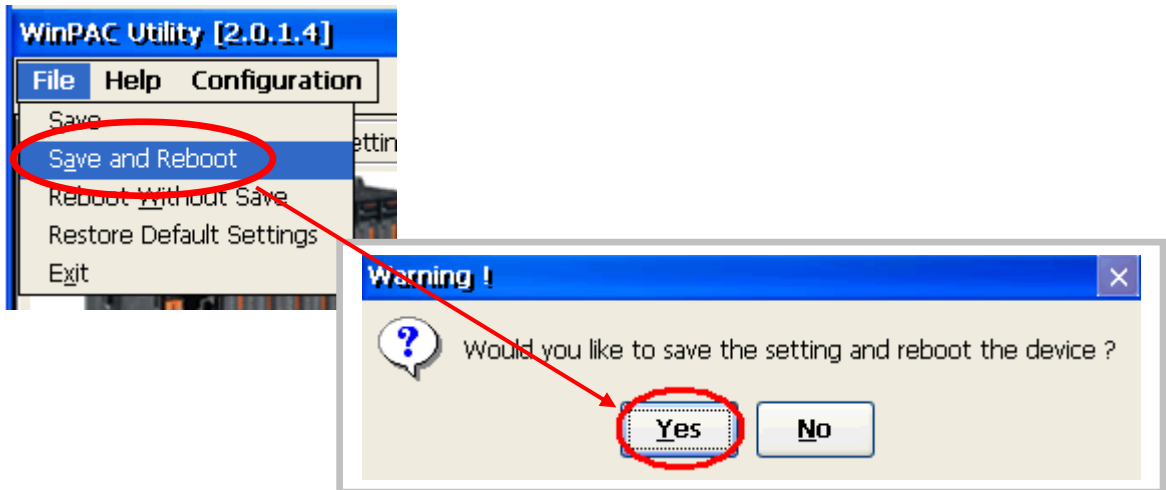 WinPAC Utility [2.0.1.4]
File Help Configuration
Save
ettin
Save and Reboot
Reboot Without Save
Restore Default Settings
Exit
Warning !
?
Would you like to save the setting and reboot the device ?
Yes No